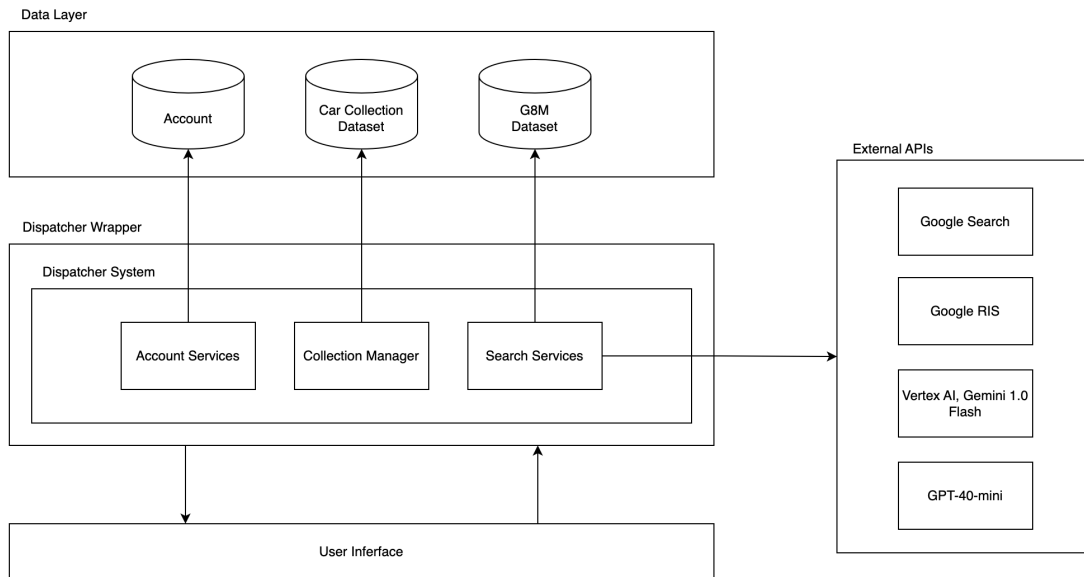 Data Layer
Account
Car Collection
Dataset
G8M
Dataset
External APIs
Google Search
Google RIS
Vertex AI, Gemini 1.0
Flash
GPT-40-mini
Dispatcher Wrapper
Dispatcher System
Account Services
Collection Manager
Search Services
User Inferface